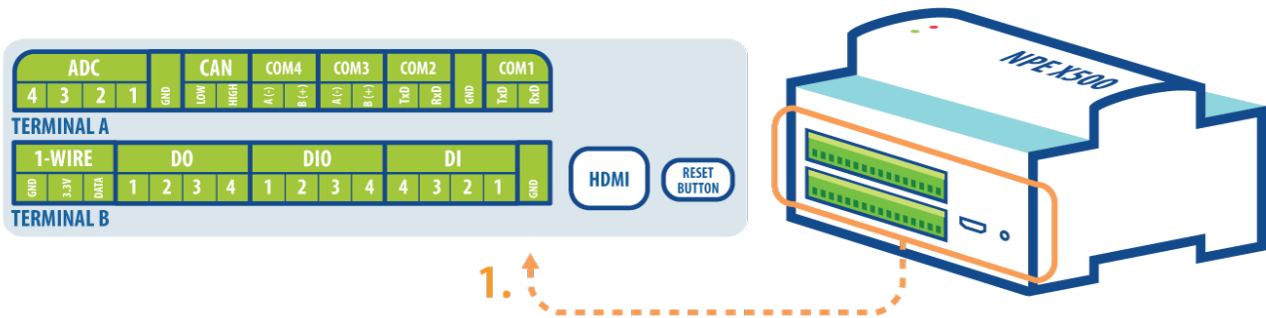 ADC CAN COM4 COM3 COM2 COM1
4 3 2 1 GND LOW HIGH A (-) B (+) A (-) B (+) TxD RxD GND TxD RxD
TERMINAL A
1-WIRE DO DIO DI
GND 3.3V DATA 1 2 3 4 1 2 3 4 4 3 2 1 GND
TERMINAL B
HDMI
RESET
BUTTON
NPE X500
1.